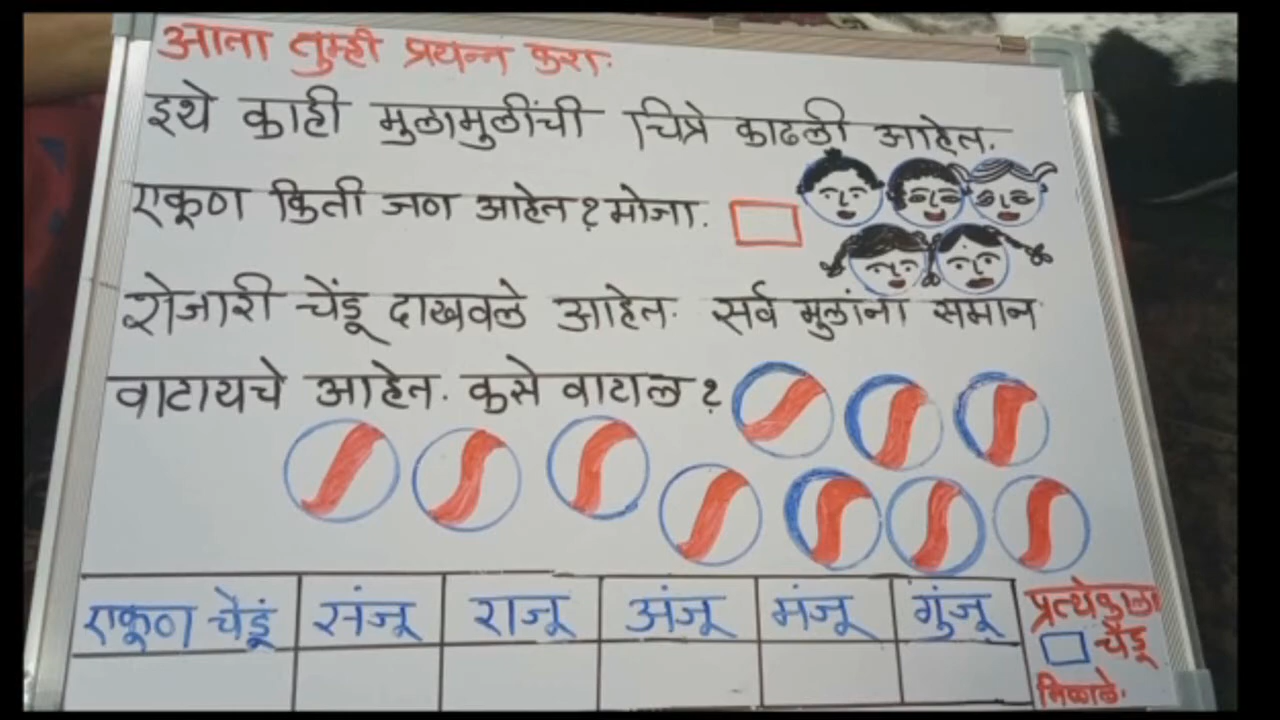 आता तुम्ही प्रयत्न करा.
इथे काही मुलामुलींची चित्रे काढली आहेत.
एकूण किती जण आहेत? मोजा.
शेजारी चेंडू दाखवले आहेत. सर्व मुलांना समान
वाटायचे आहेत. कसे वाटाल?
एकूण चेंडूं संजू राजू अंजू मंजू गुंजू
प्रत्येकाला
चेंडू
मिळाले.